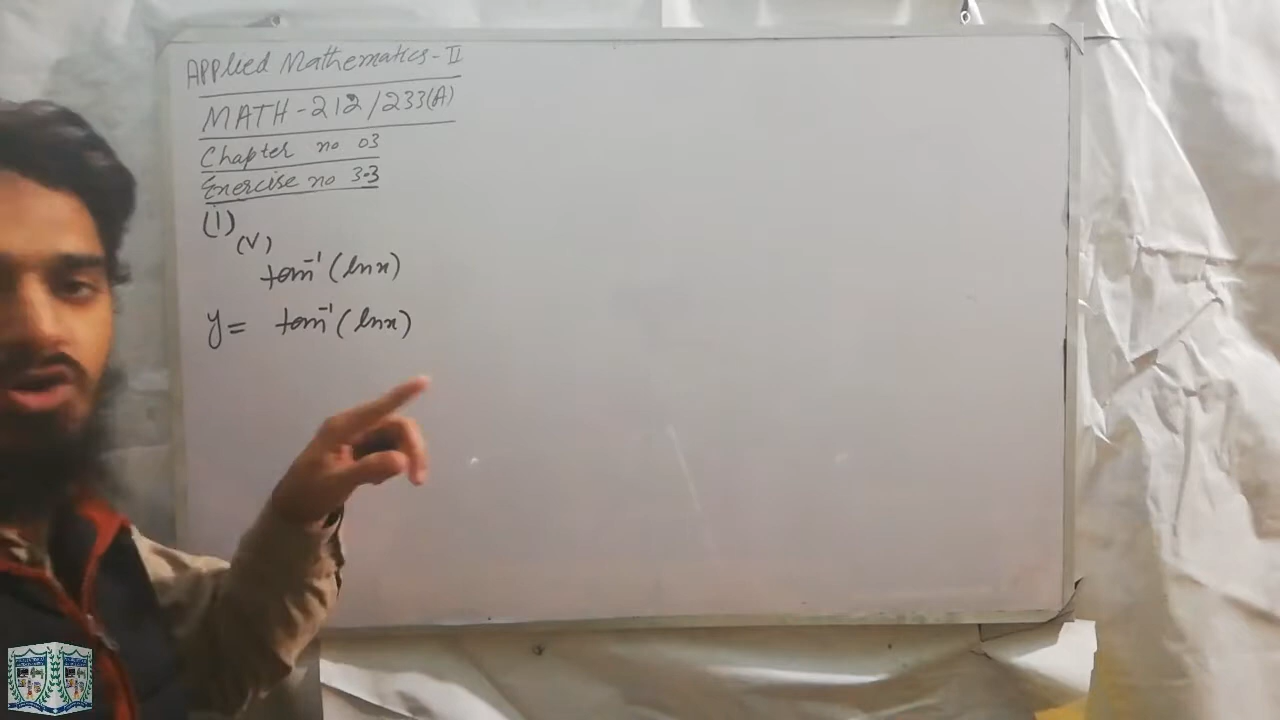 Applied Mathematics-II
MATH-212/233(A)
Chapter no 03
Exercise no 3.3
(1)
(V)
tan⁻¹(lnx)
y= tan⁻¹(lnx)